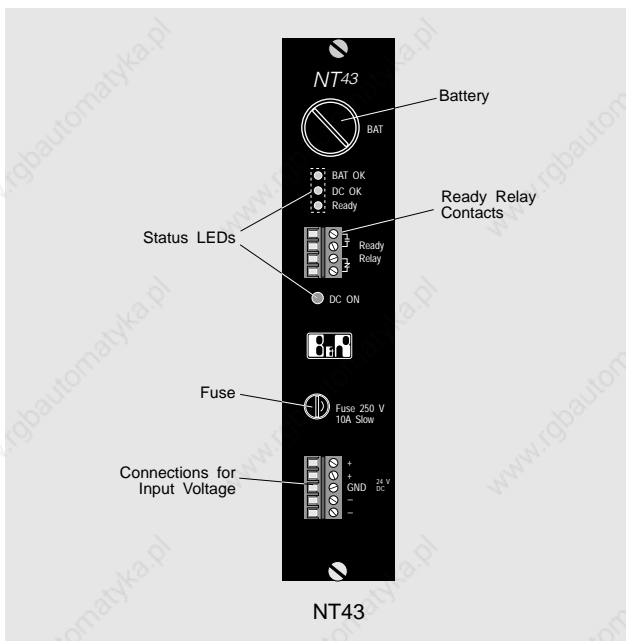 NT43
Battery
BAT
BAT OK
DC OK
Ready
Ready Relay
Contacts
Status LEDs
Ready
Relay
DC ON
B&R
Fuse
Fuse 250 V
10A Slow
Connections for
Input Voltage
+
+
GND
24 V
DC
–
–
NT43
www.rgbautomatyka.pl